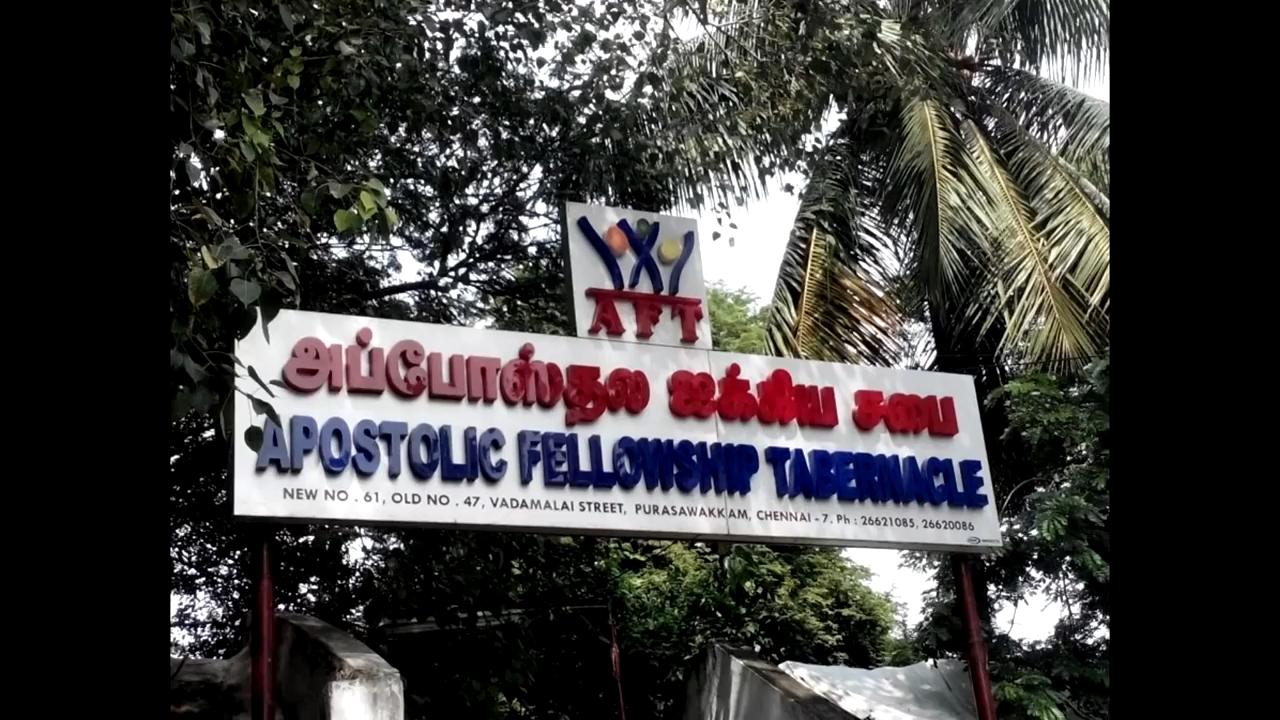 AFT
அப்போஸ்தல ஐக்கிய சபை
APOSTOLIC FELLOWSHIP TABERNACLE
NEW NO . 61, OLD NO . 47, VADAMALAI STREET, PURASAWAKKAM, CHENNAI - 7. Ph : 26621085, 26620086